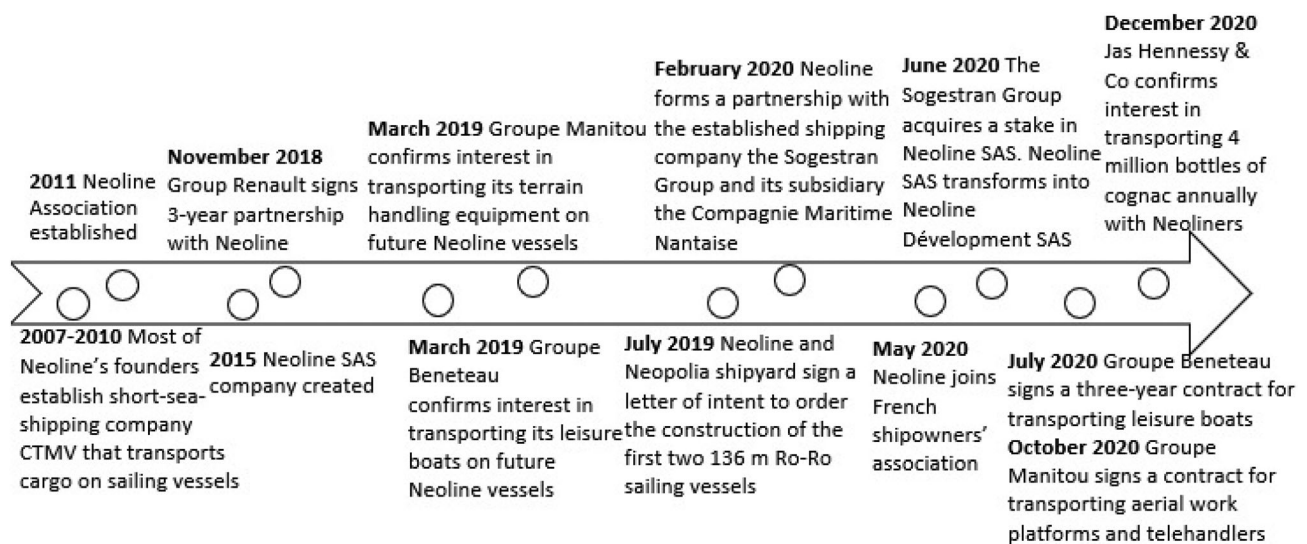 2011 Neoline
Association
established
November 2018
Group Renault signs
3-year partnership
with Neoline
March 2019 Groupe Manitou
confirms interest in
transporting its terrain
handling equipment on
future Neoline vessels
February 2020 Neoline
forms a partnership with
the established shipping
company the Sogestran
Group and its subsidiary
the Compagnie Maritime
Nantaise
June 2020 The
Sogestran Group
acquires a stake in
Neoline SAS. Neoline
SAS transforms into
Neoline
Dévelopment SAS
December 2020
Jas Hennessy &
Co confirms
interest in
transporting 4
million bottles of
cognac annually
with Neoliners
2007-2010 Most of
Neoline’s founders
establish short-sea-
shipping company
CTMV that transports
cargo on sailing vessels
2015 Neoline SAS
company created
March 2019 Groupe
Beneteau
confirms interest in
transporting its leisure
boats on future
Neoline vessels
July 2019 Neoline and
Neopolia shipyard sign a
letter of intent to order
the construction of the
first two 136 m Ro-Ro
sailing vessels
May 2020
Neoline joins
French
shipowners’
association
July 2020 Groupe Beneteau
signs a three-year contract for
transporting leisure boats
October 2020 Groupe
Manitou signs a contract for
transporting aerial work
platforms and telehandlers